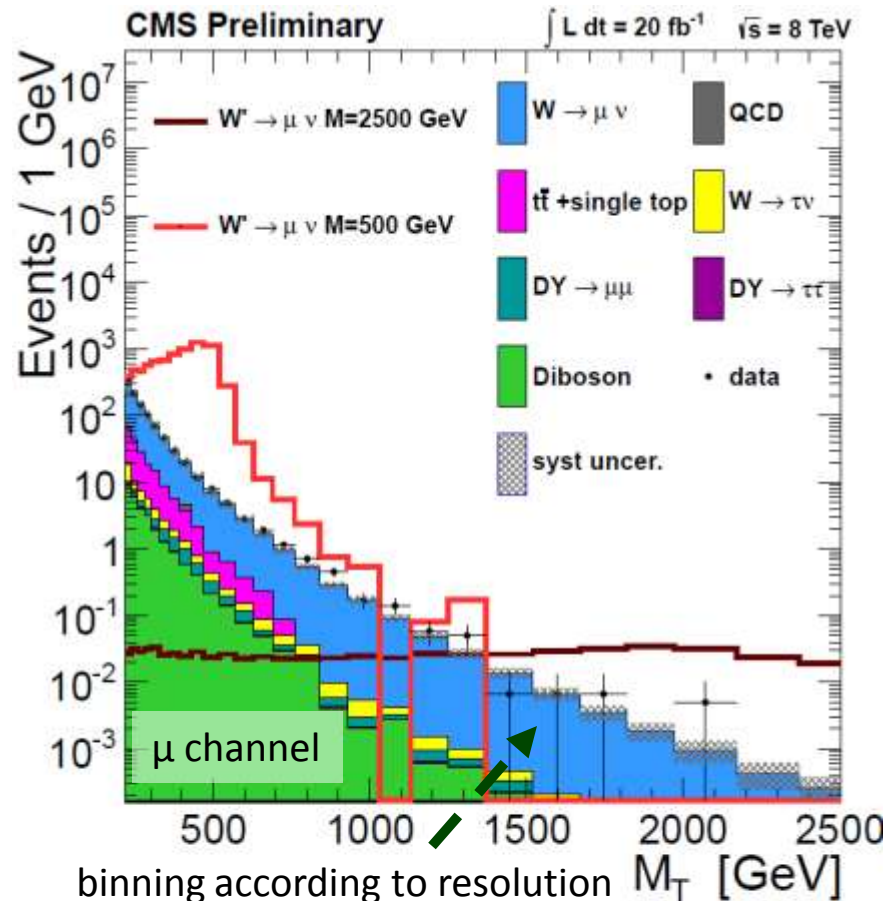 CMS Preliminary ∫ L dt = 20 fb⁻¹ √s = 8 TeV
Events / 1 GeV
10⁷
10⁶
10⁵
10⁴
10³
10²
10
1
10⁻¹
10⁻²
10⁻³
W' → μ ν M=2500 GeV
W' → μ ν M=500 GeV
W → μ ν
QCD
tt̄ +single top
W → τν
DY → μμ
DY → ττ
Diboson
data
syst uncer.
μ channel
500 1000 1500 2000 2500
binning according to resolution
M_T [GeV]